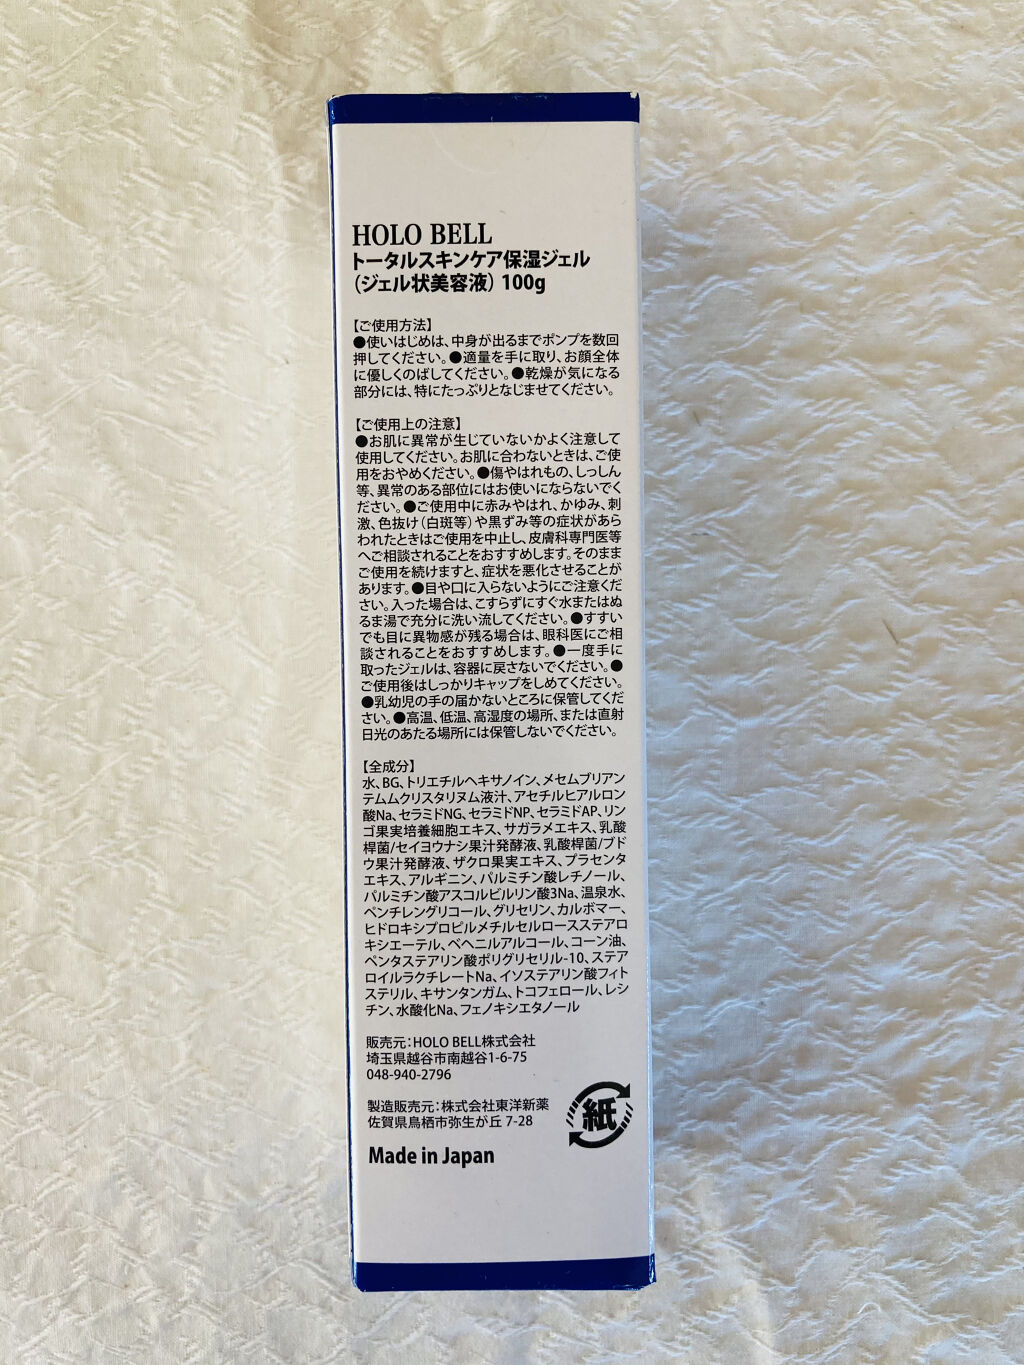 HOLO BELL
トータルスキンケア保湿ジェル
（ジェル状美容液）100g
【ご使用方法】
●使いはじめは、中身が出るまでポンプを数回
押してください。●適量を手に取り、お顔全体
に優しくのばしてください。●乾燥が気になる
部分には、特にたっぷりとなじませてください。
【ご使用上の注意】
●お肌に異常が生じていないかよく注意して
使用してください。お肌に合わないときは、ご使
用をおやめください。●傷やはれもの、しっしん
等、異常のある部位にはお使いにならないでく
ださい。●ご使用中に赤みやはれ、かゆみ、刺
激、色抜け（白斑等）や黒ずみ等の症状があら
われたときはご使用を中止し、皮膚科専門医等
へご相談されることをおすすめします。そのまま
ご使用を続けますと、症状を悪化させることが
あります。●目や口に入らないようにご注意くだ
さい。入った場合は、こすらずにすぐ水またはぬ
るま湯で充分に洗い流してください。●すすい
でも目に異物感が残る場合は、眼科医にご相
談されることをおすすめします。●一度手に
取ったジェルは、容器に戻さないでください。●
ご使用後はしっかりキャップをしめてください。
●乳幼児の手の届かないところに保管してくだ
さい。●高温、低温、高湿度の場所、または直射
日光のあたる場所には保管しないでください。
【全成分】
水、BG、トリエチルヘキサノイン、メセムブリアン
テムムクリスタリヌム液汁、アセチルヒアルロン
酸Na、セラミドNG、セラミドNP、セラミドAP、リン
ゴ果実培養細胞エキス、サガラメエキス、乳酸
桿菌/セイヨウナシ果汁発酵液、乳酸桿菌/ブド
ウ果汁発酵液、ザクロ果実エキス、プラセンタ
エキス、アルギニン、パルミチン酸レチノール、
パルミチン酸アスコルビルリン酸3Na、温泉水、
ペンチレングリコール、グリセリン、カルボマー、
ヒドロキシプロピルメチルセルロースステアロ
キシエーテル、ベヘニルアルコール、コーン油、
ペンタステアリン酸ポリグリセリル-10、ステア
ロイルラクチレートNa、イソステアリン酸フィト
ステリル、キサンタンガム、トコフェロール、レシ
チン、水酸化Na、フェノキシエタノール
販売元：HOLO BELL株式会社
埼玉県越谷市南越谷1-6-75
048-940-2796
製造販売元：株式会社東洋新薬
佐賀県鳥栖市弥生が丘 7-28
紙
Made in Japan